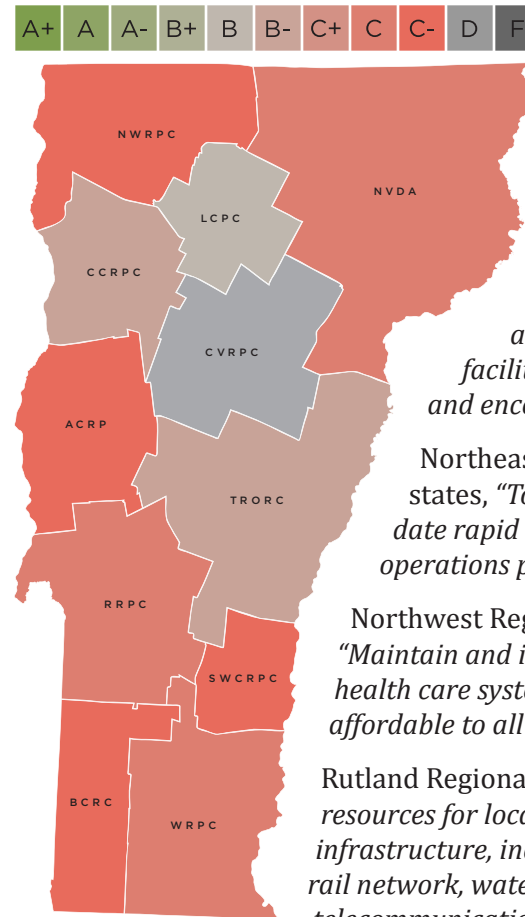 A+ A A- B+ B B- C+ C C- D F
NWRPC
NVDA
LCPC
CCRPC
CVRPC
ACRP
TRORC
RRPC
SWCRPC
BCRC
WRPC
a
facilit
and enco
Northeas
states, “To
date rapid
operations p
Northwest Reg
“Maintain and i
health care syste
affordable to all
Rutland Regiona
resources for loca
infrastructure, inc
rail network, wate
telecommunicatio